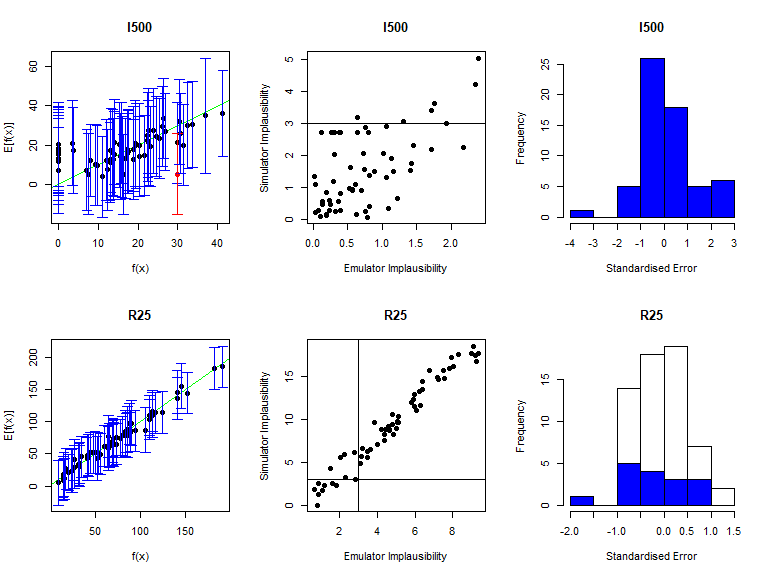 I500
I500
I500
E[f(x)]
0 20 40 60
0 10 20 30 40
f(x)
Simulator Implausibility
0 1 2 3 4 5
0.0 0.5 1.0 1.5 2.0
Emulator Implausibility
Frequency
0 5 10 15 20 25
-4 -3 -2 -1 0 1 2 3
Standardised Error
R25
R25
R25
E[f(x)]
0 50 100 150 200
50 100 150
f(x)
Simulator Implausibility
0 5 10 15
2 4 6 8
Emulator Implausibility
Frequency
0 5 10 15
-2.0 -1.0 0.0 0.5 1.0 1.5
Standardised Error